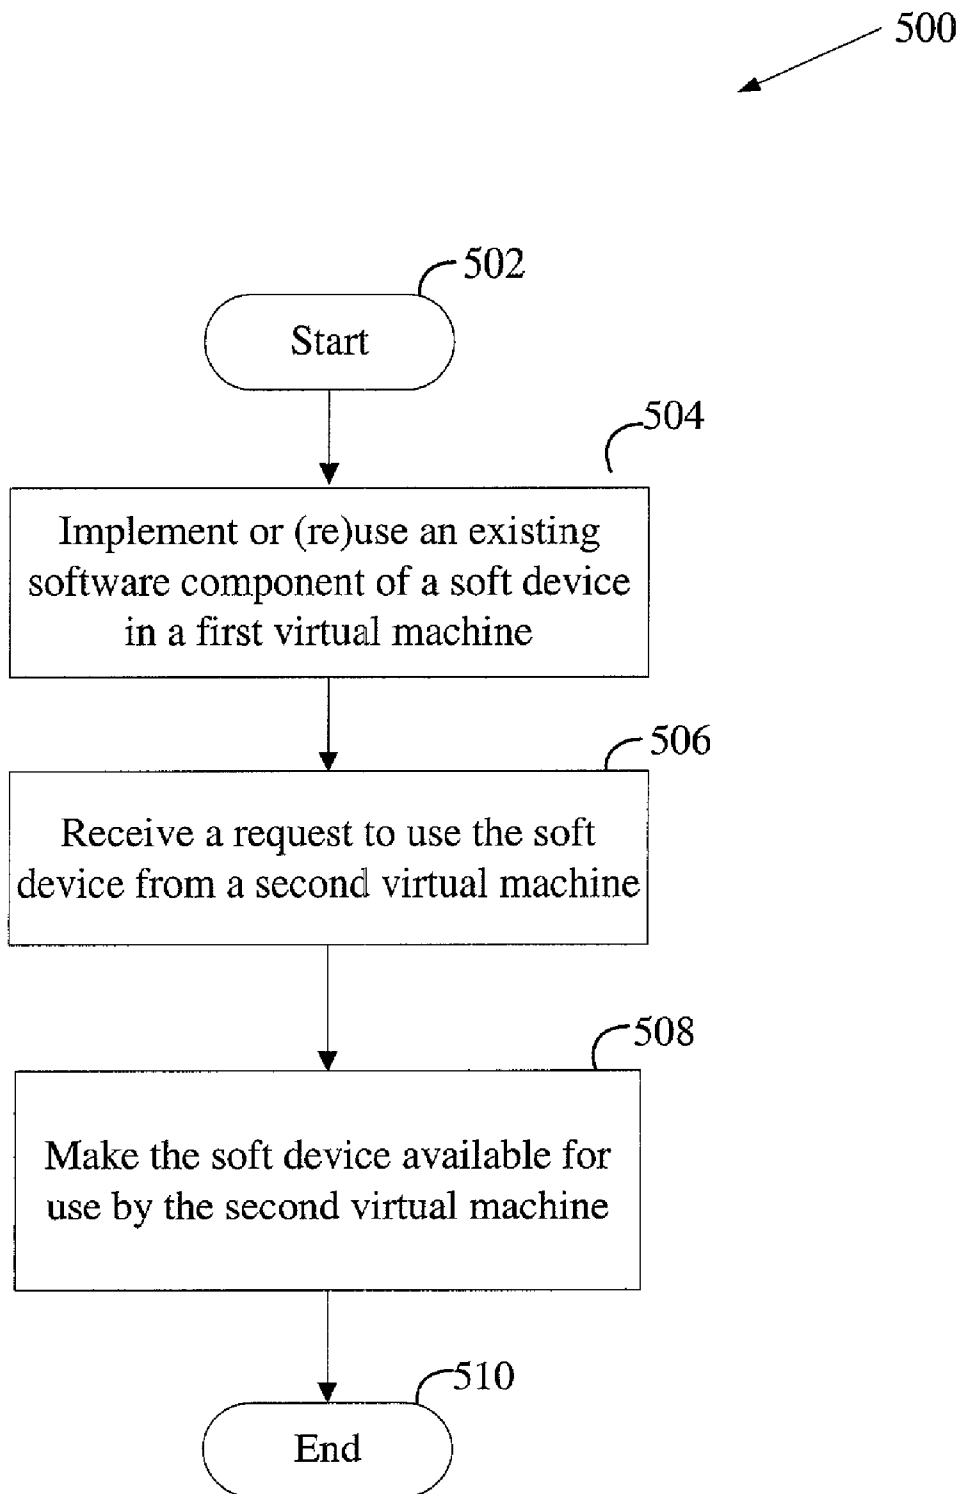 500
502
Start
504
Implement or (re)use an existing
software component of a soft device
in a first virtual machine
506
Receive a request to use the soft
device from a second virtual machine
508
Make the soft device available for
use by the second virtual machine
510
End